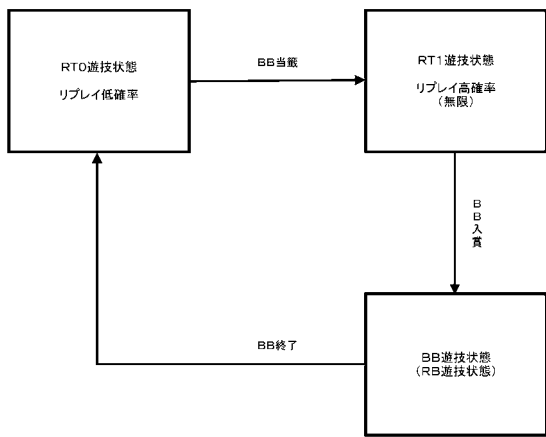 RT0遊技状態
リプレイ低確率
BB当籤
RT1遊技状態
リプレイ高確率
(無限)
BB入賞
BB終了
BB遊技状態
(RB遊技状態)